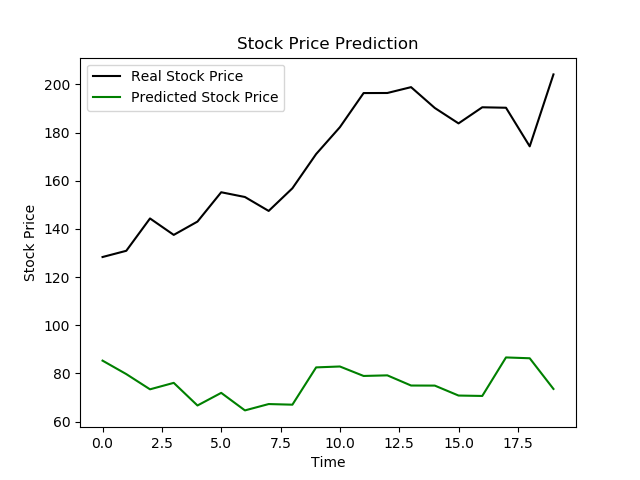 Stock Price Prediction
Real Stock Price
Predicted Stock Price
Stock Price
200
180
160
140
120
100
80
60
0.0 2.5 5.0 7.5 10.0 12.5 15.0 17.5
Time